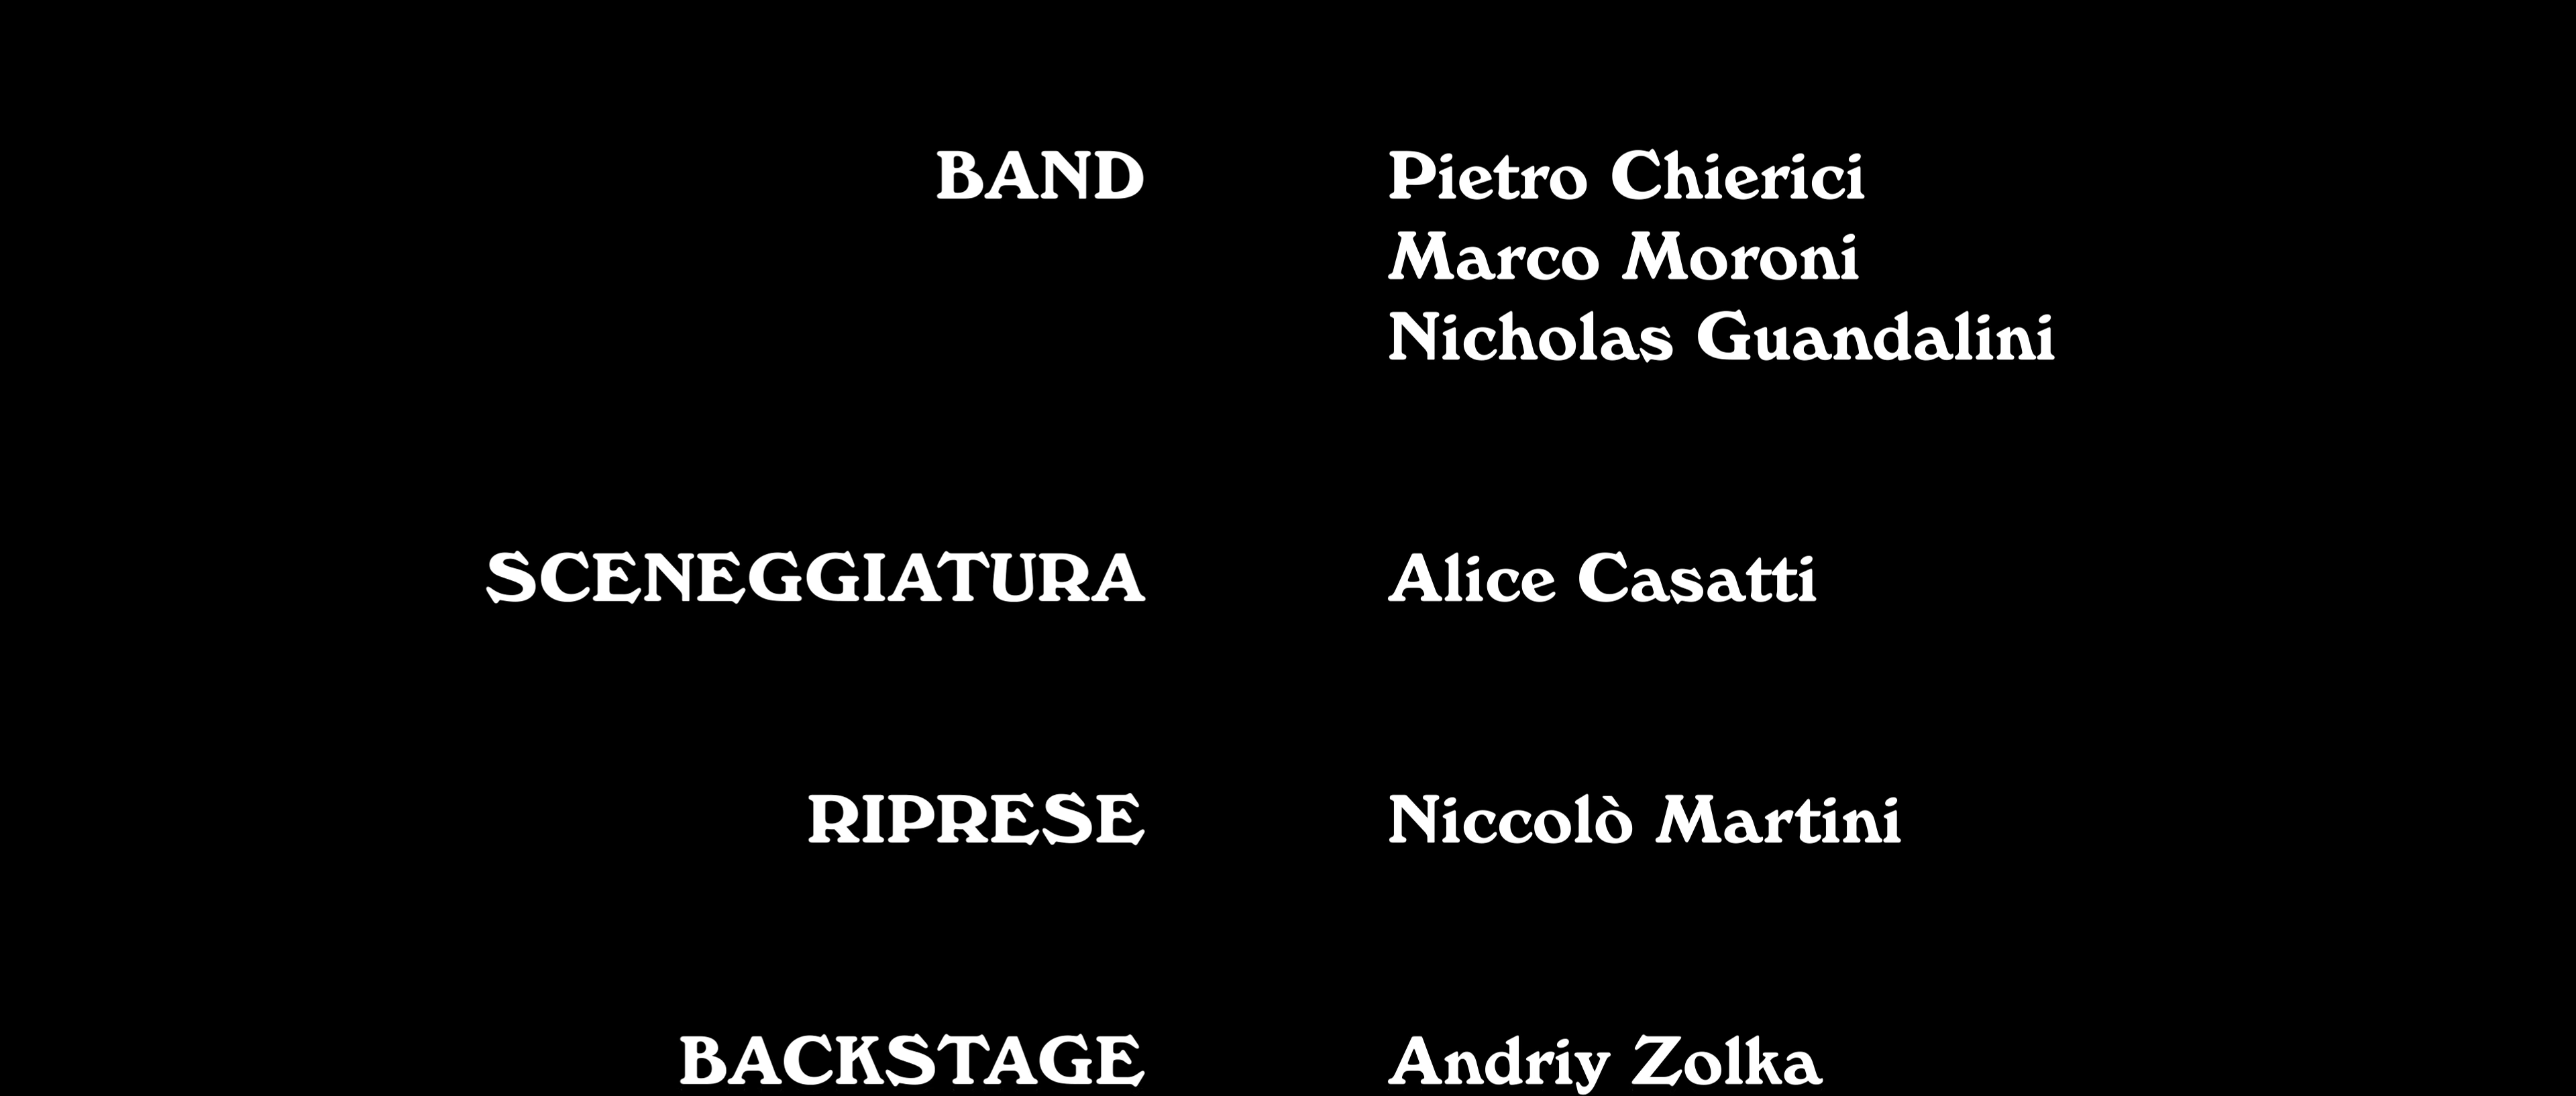 BAND Pietro Chierici
Marco Moroni
Nicholas Guandalini
SCENEGGIATURA Alice Casatti
RIPRESE Niccolò Martini
BACKSTAGE Andriy Zolka